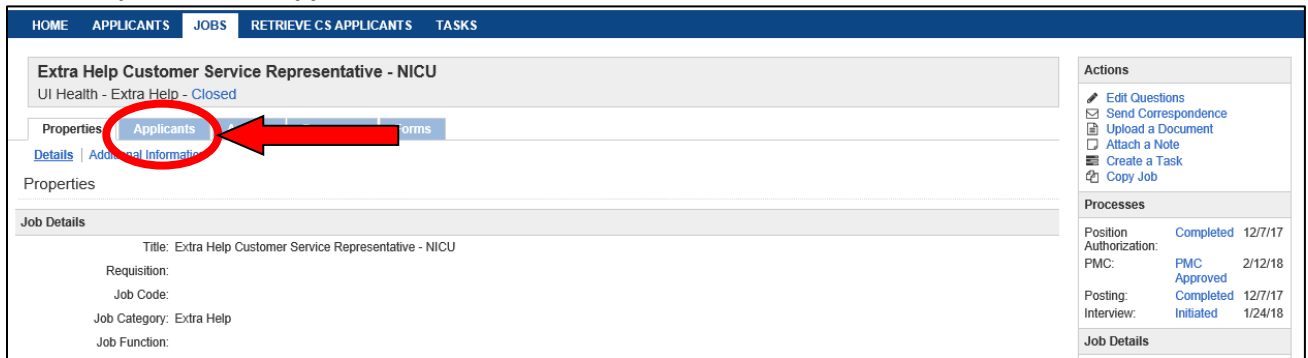 HOME APPLICANTS JOBS RETRIEVE CS APPLICANTS TASKS
Extra Help Customer Service Representative - NICU
UI Health - Extra Help - Closed
Properties Applicants
Details | Additional Information
Properties
Job Details
Title: Extra Help Customer Service Representative - NICU
Requisition:
Job Code:
Job Category: Extra Help
Job Function:
Actions
Edit Questions
Send Correspondence
Upload a Document
Attach a Note
Create a Task
Copy Job
Processes
Position Completed 12/7/17
Authorization:
PMC: PMC 2/12/18
Approved
Posting: Completed 12/7/17
Interview: Initiated 1/24/18
Job Details